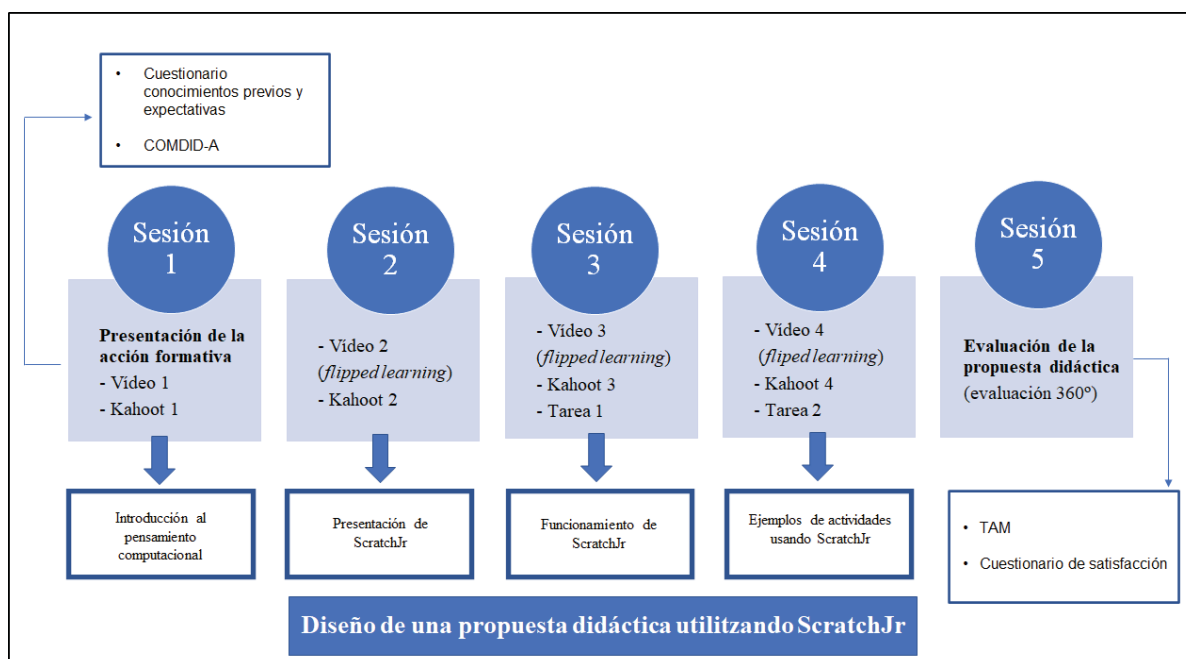 • Cuestionario
conocimientos previos y
expectativas
• COMDID-A
Sesión
1
Presentación de la
acción formativa
- Vídeo 1
- Kahoot 1
Introducción al
pensamiento
computacional
Sesión
2
- Vídeo 2
(flipped learning)
- Kahoot 2
Presentación de
ScratchJr
Sesión
3
- Vídeo 3
(flipped learning)
- Kahoot 3
- Tarea 1
Funcionamiento de
ScratchJr
Sesión
4
- Vídeo 4
(fliped learning)
- Kahoot 4
- Tarea 2
Ejemplos de actividades
usando ScratchJr
Sesión
5
Evaluación de la
propuesta didáctica
(evaluación 360º)
• TAM
• Cuestionario de satisfacción
Diseño de una propuesta didáctica utilitzando ScratchJr